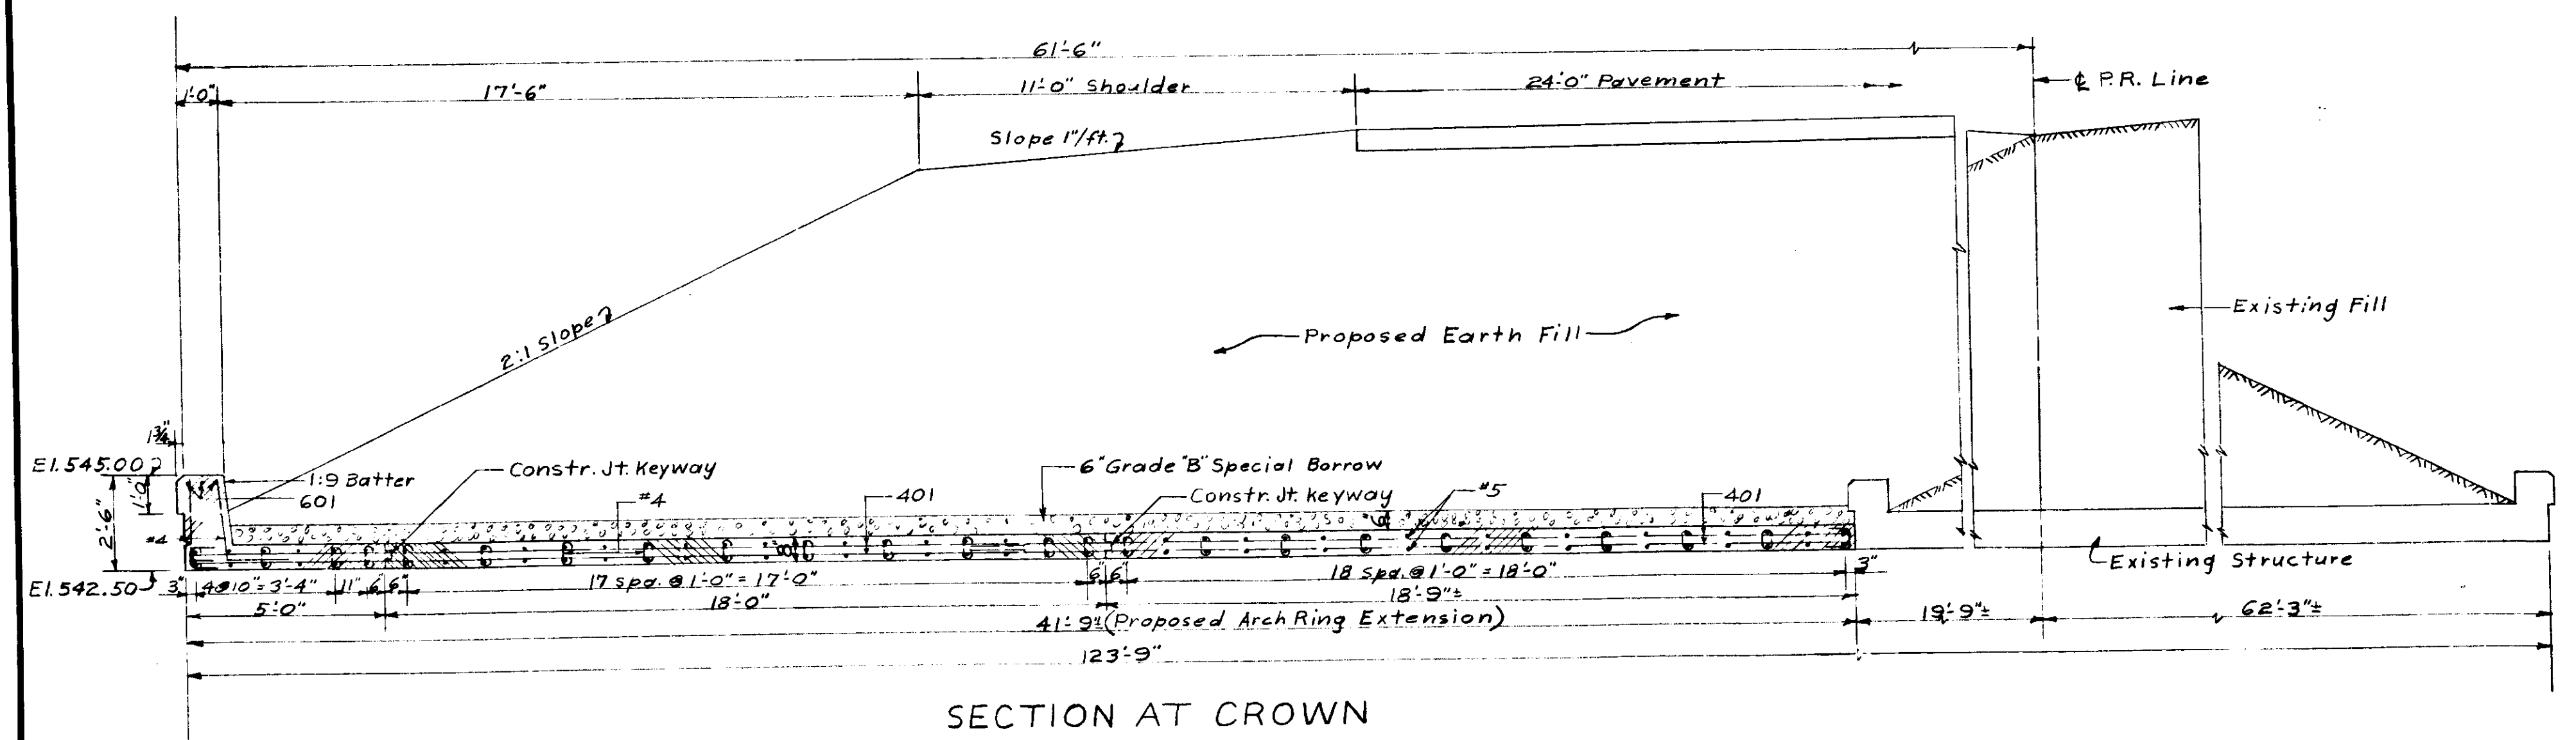 61'-6"
1'-0"
17'-6"
11'-0" Shoulder
24'-0" Pavement
℄ P.R. Line
Slope 1"/ft.
2:1 Slope
Proposed Earth Fill
Existing Fill
1¾"
El. 545.00
1:9 Batter
601
Constr. Jt. Keyway
#4
401
6" Grade "B" Special Borrow
Constr. Jt. Keyway
#5
401
1'-0"
2'-6"
#4
6"
8"
Existing Structure
El. 542.50
3"
4@10"=3'-4"
11"
6"
6"
17 spa. @ 1'-0" = 17'-0"
6"
6"
18 spa. @ 1'-0" = 18'-0"
3"
5'-0"
18'-0"
18'-9"±
41'-9"± (Proposed Arch Ring Extension)
19'-9"±
62'-3"±
123'-9"
SECTION AT CROWN